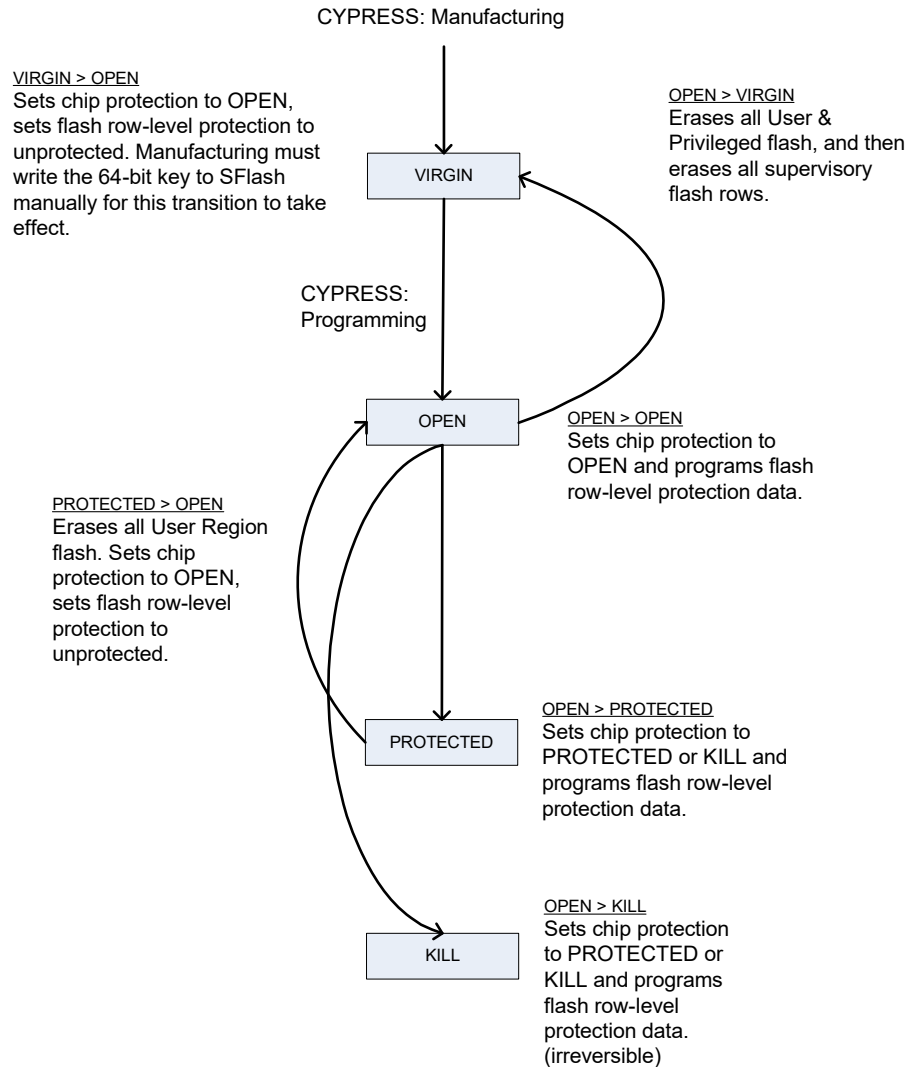 CYPRESS: Manufacturing
VIRGIN > OPEN
Sets chip protection to OPEN,
sets flash row-level protection to
unprotected. Manufacturing must
write the 64-bit key to SFlash
manually for this transition to take
effect.
OPEN > VIRGIN
Erases all User &
Privileged flash, and then
erases all supervisory
flash rows.
VIRGIN
CYPRESS:
Programming
OPEN
OPEN > OPEN
Sets chip protection to
OPEN and programs flash
row-level protection data.
PROTECTED > OPEN
Erases all User Region
flash. Sets chip
protection to OPEN,
sets flash row-level
protection to
unprotected.
PROTECTED
OPEN > PROTECTED
Sets chip protection to
PROTECTED or KILL and
programs flash row-level
protection data.
KILL
OPEN > KILL
Sets chip protection
to PROTECTED or
KILL and programs
flash row-level
protection data.
(irreversible)